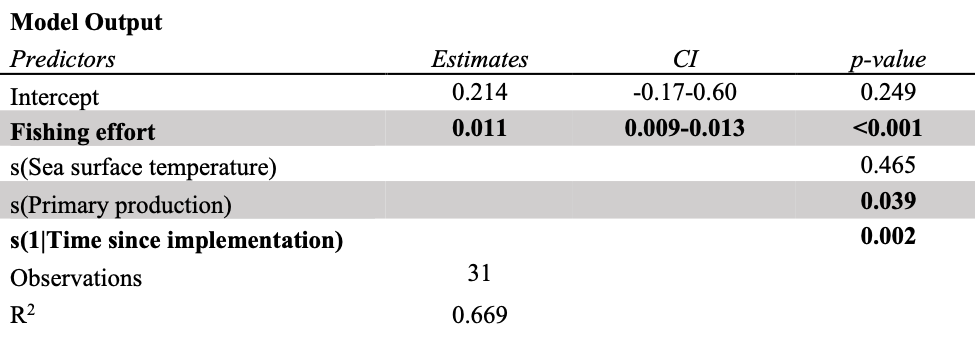 Model Output
Predictors Estimates CI p-value
Intercept 0.214 -0.17-0.60 0.249
Fishing effort 0.011 0.009-0.013 <0.001
s(Sea surface temperature) 0.465
s(Primary production) 0.039
s(1|Time since implementation) 0.002
Observations 31
R² 0.669